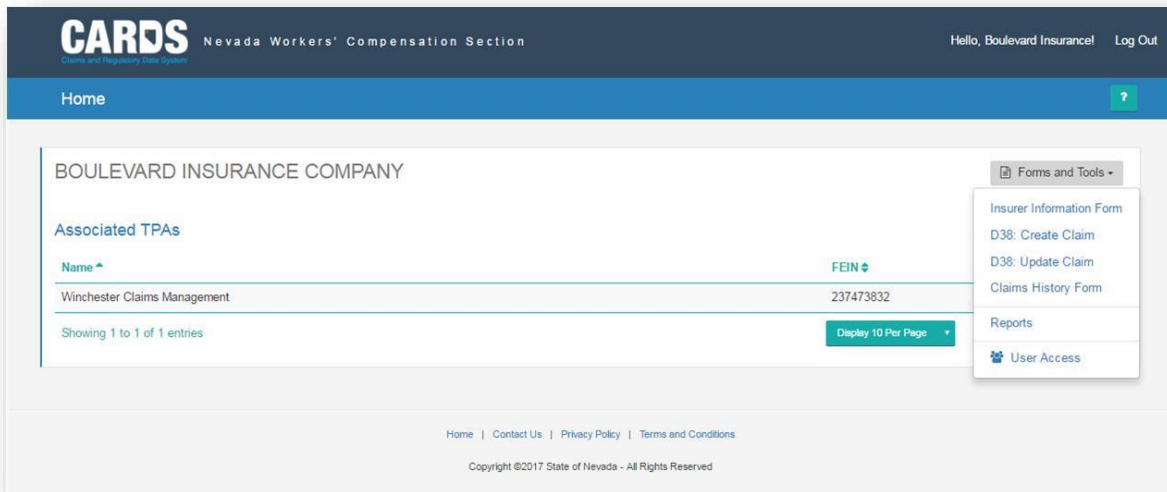 CARDS
Claims and Regulatory Data System
Nevada Workers' Compensation Section
Hello, Boulevard Insurance! Log Out
Home
?
BOULEVARD INSURANCE COMPANY
Forms and Tools
Insurer Information Form
D38: Create Claim
D38: Update Claim
Claims History Form
Reports
User Access
Associated TPAs
Name FEIN
Winchester Claims Management 237473832
Showing 1 to 1 of 1 entries Display 10 Per Page
Home | Contact Us | Privacy Policy | Terms and Conditions
Copyright ©2017 State of Nevada - All Rights Reserved